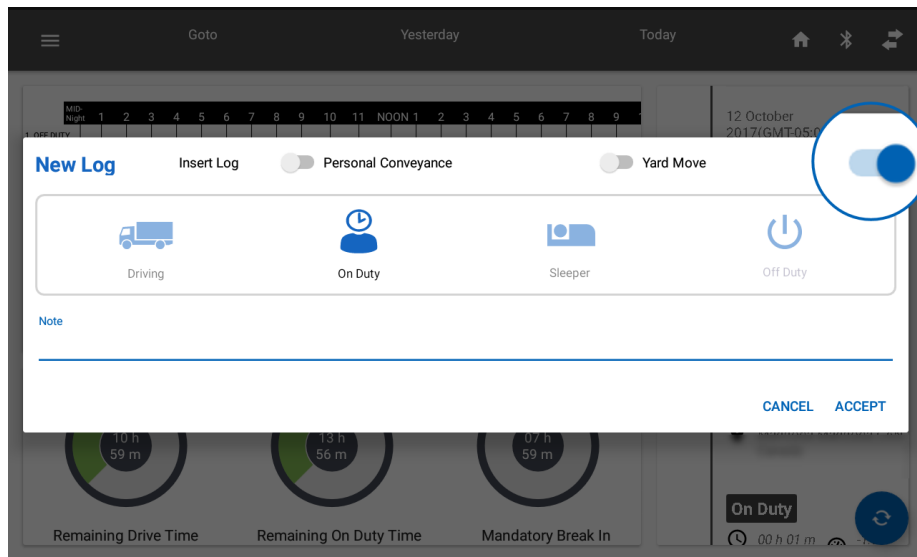 Goto Yesterday Today
MID-
Night 1 2 3 4 5 6 7 8 9 10 11 NOON 1 2 3 4 5 6 7 8 9
1 OFF DUTY
12 October
2017(GMT-05:0
New Log Insert Log Personal Conveyance Yard Move
Driving On Duty Sleeper Off Duty
Note
CANCEL ACCEPT
10 h
59 m
13 h
56 m
07 h
59 m
Remaining Drive Time Remaining On Duty Time Mandatory Break In
On Duty
00 h 01 m